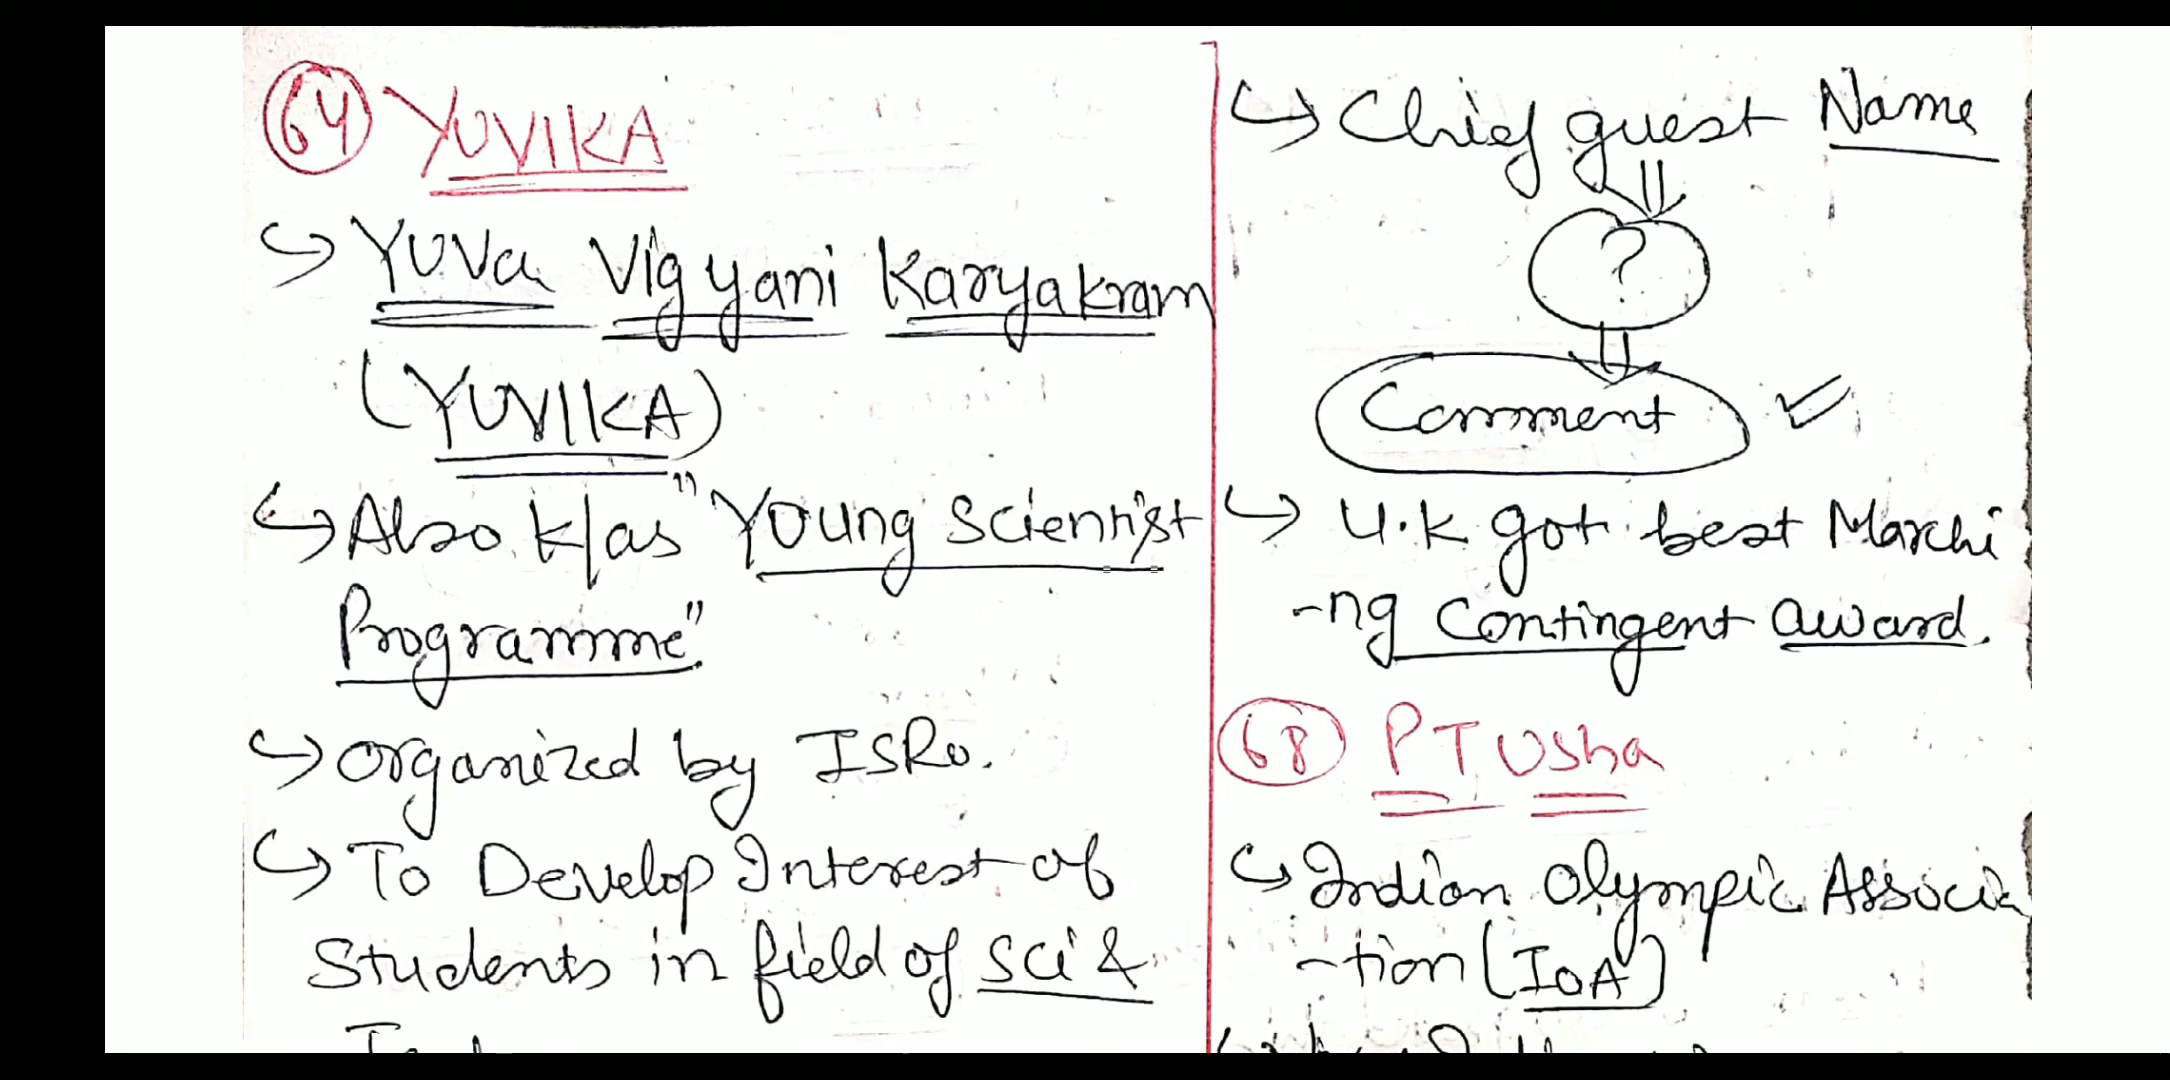 64 YUVIKA
↪ YUVa Vigyani Karyakram
(YUVIKA)
↪ Also k/as "Young Scientist
Programme".
↪ Organized by ISRO.
↪ To Develop Interest of
Students in field of sci &
↪ Chief guest Name
?
Comment ✓
↪ U.K got best Marchi
-ng Contingent award.
68 PT Usha
↪ Indian Olympic Associa
-tion (IOA)